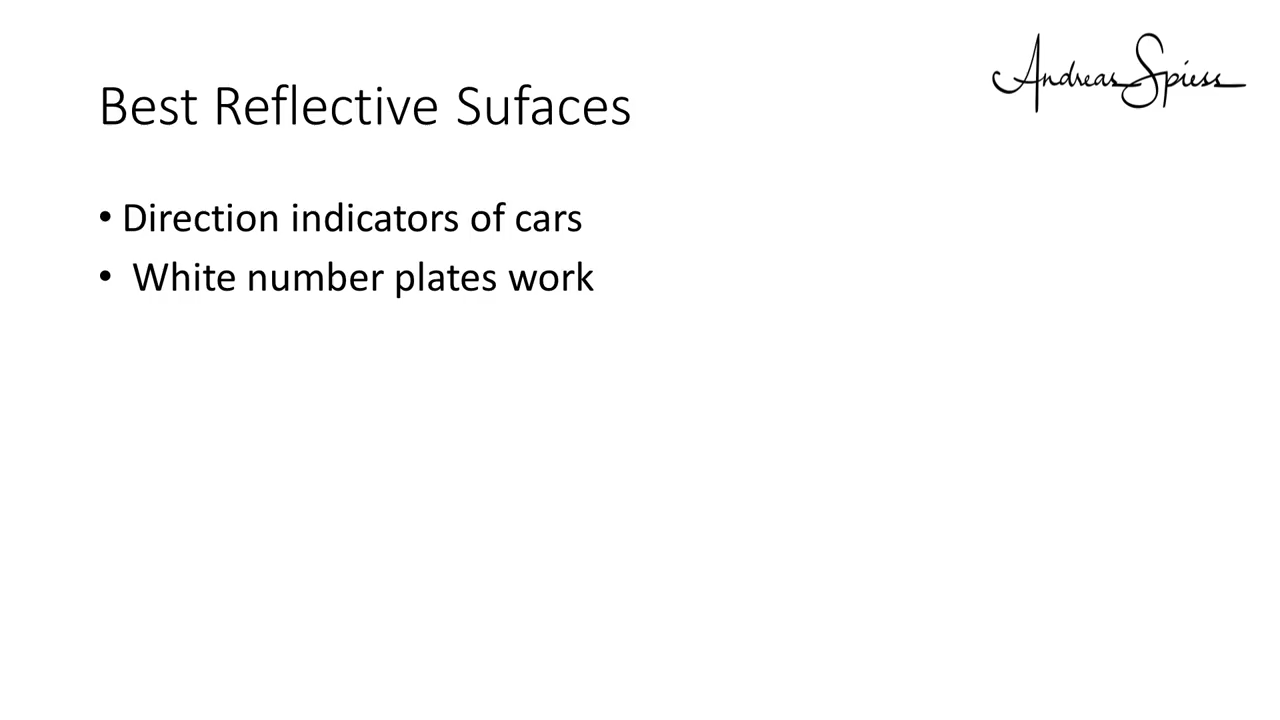 Andreas Spiess
Best Reflective Sufaces
• Direction indicators of cars
• White number plates work